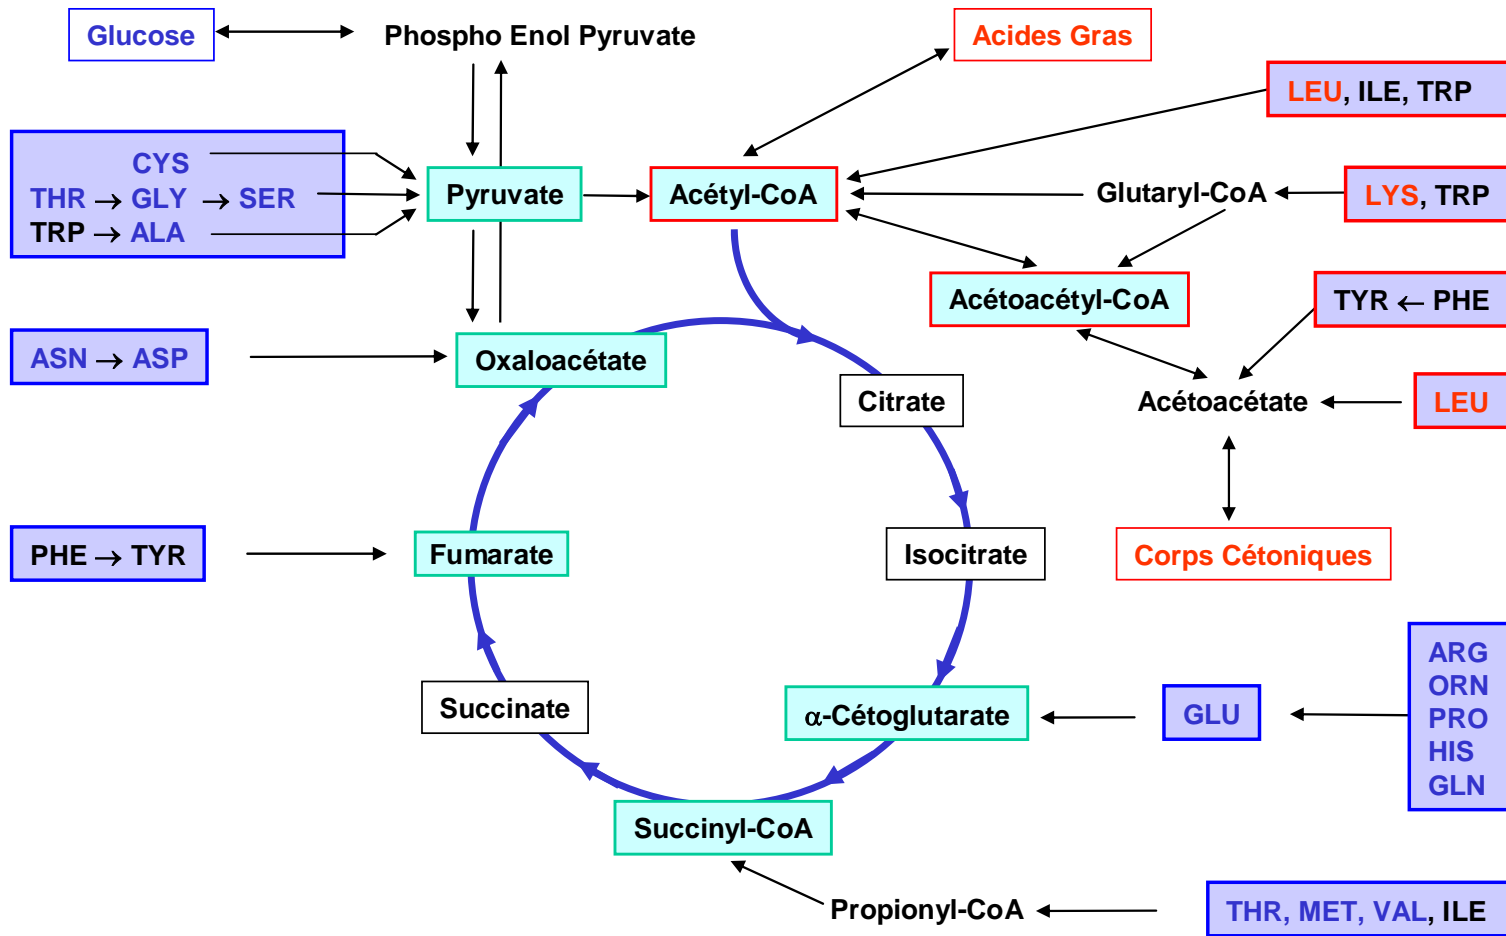 Glucose
Phospho Enol Pyruvate
Acides Gras
LEU, ILE, TRP
CYS
THR → GLY → SER
TRP → ALA
Pyruvate
Acétyl-CoA
Glutaryl-CoA
LYS, TRP
Acétoacétyl-CoA
TYR ← PHE
ASN → ASP
Oxaloacétate
Citrate
Acétoacétate
LEU
PHE → TYR
Fumarate
Isocitrate
Corps Cétoniques
Succinate
α-Cétoglutarate
GLU
ARG
ORN
PRO
HIS
GLN
Succinyl-CoA
Propionyl-CoA
THR, MET, VAL, ILE